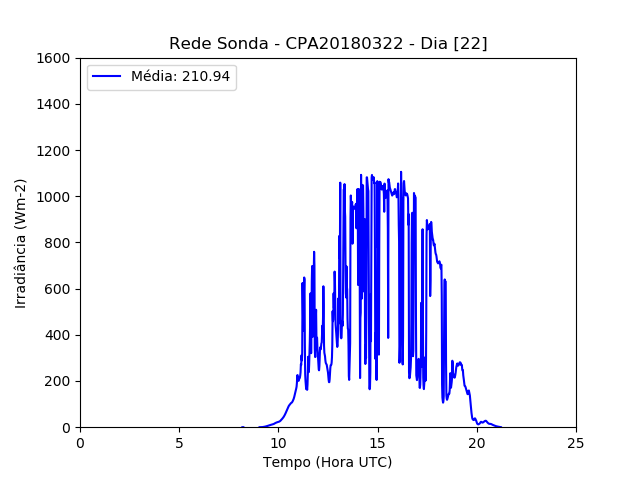 Rede Sonda - CPA20180322 - Dia [22]
Média: 210.94
1600
1400
1200
1000
800
600
400
200
0
Irradiância (Wm-2)
0 5 10 15 20 25
Tempo (Hora UTC)